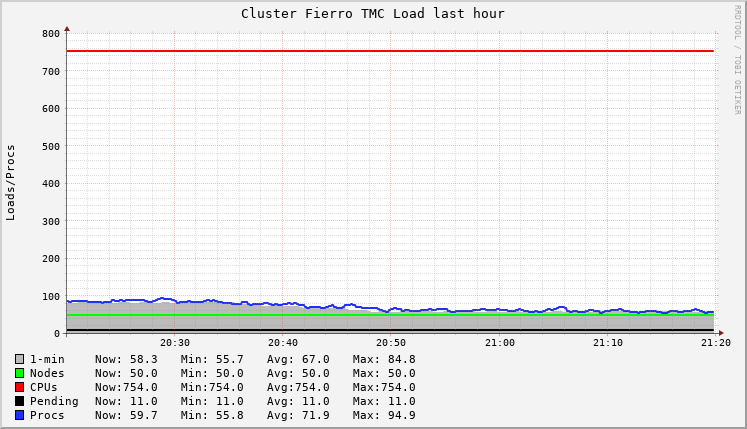 Cluster Fierro TMC Load last hour
RRDTOOL / TOBI OETIKER
Loads/Procs
800
700
600
500
400
300
200
100
0
20:30 20:40 20:50 21:00 21:10 21:20
1-min Now: 58.3 Min: 55.7 Avg: 67.0 Max: 84.8
Nodes Now: 50.0 Min: 50.0 Avg: 50.0 Max: 50.0
CPUs Now:754.0 Min:754.0 Avg:754.0 Max:754.0
Pending Now: 11.0 Min: 11.0 Avg: 11.0 Max: 11.0
Procs Now: 59.7 Min: 55.8 Avg: 71.9 Max: 94.9